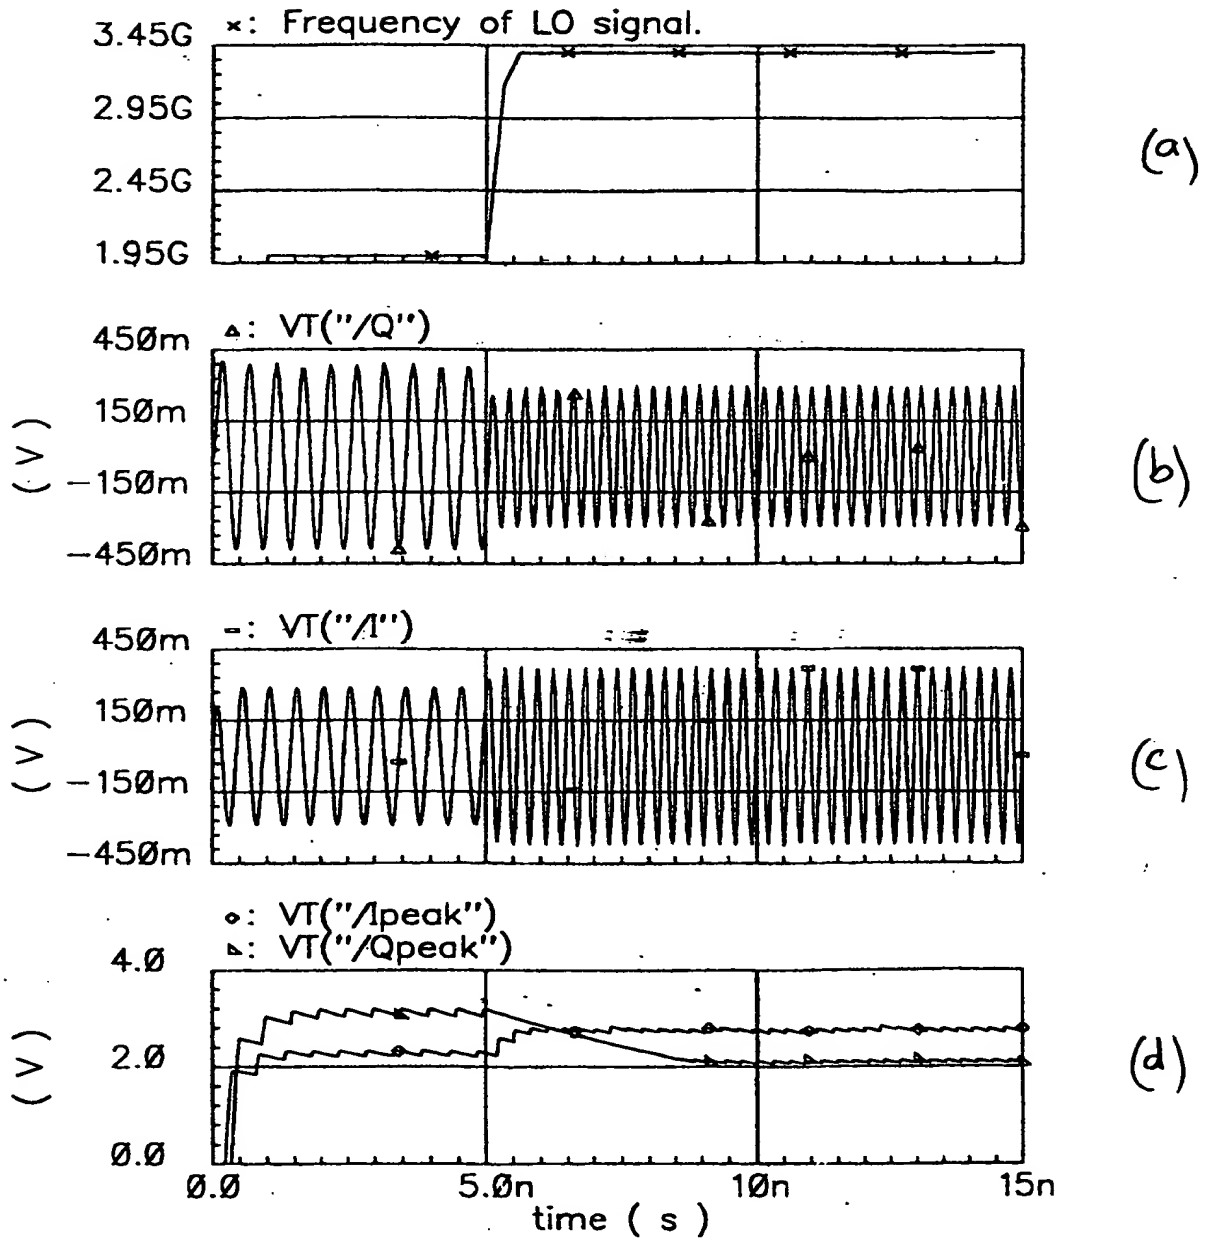 ×: Frequency of LO signal.
3.45G
2.95G
2.45G
1.95G
(a)
▵: VT("/Q")
450m
150m
-150m
-450m
(V)
(b)
-: VT("/I")
450m
150m
-150m
-450m
(V)
(c)
⋄: VT("/Ipeak")
▹: VT("/Qpeak")
4.0
2.0
0.0
(V)
(d)
0.0 5.0n 10n 15n
time ( s )